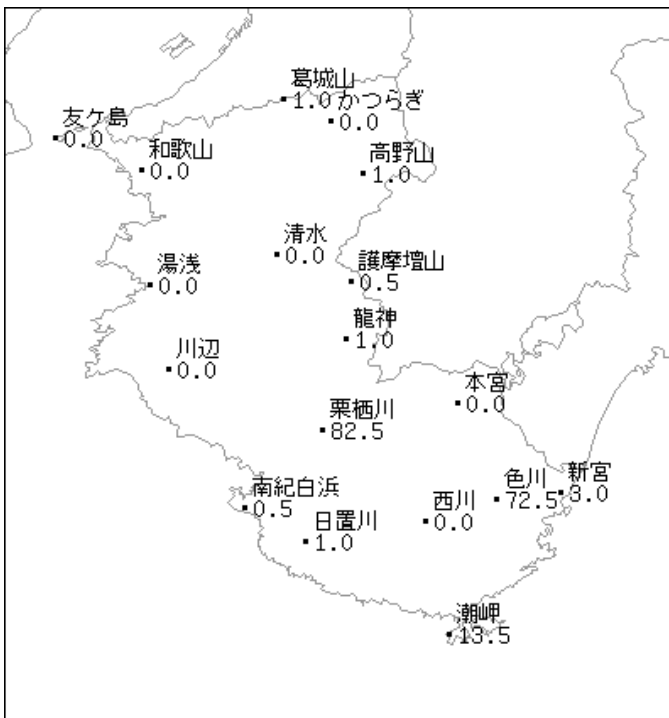 葛城山
1.0
かつらぎ
0.0
友ケ島
0.0
和歌山
0.0
高野山
1.0
清水
0.0
湯浅
0.0
護摩壇山
0.5
龍神
1.0
川辺
0.0
本宮
0.0
栗栖川
82.5
南紀白浜
0.5
日置川
1.0
西川
0.0
色川
72.5
新宮
3.0
潮岬
13.5